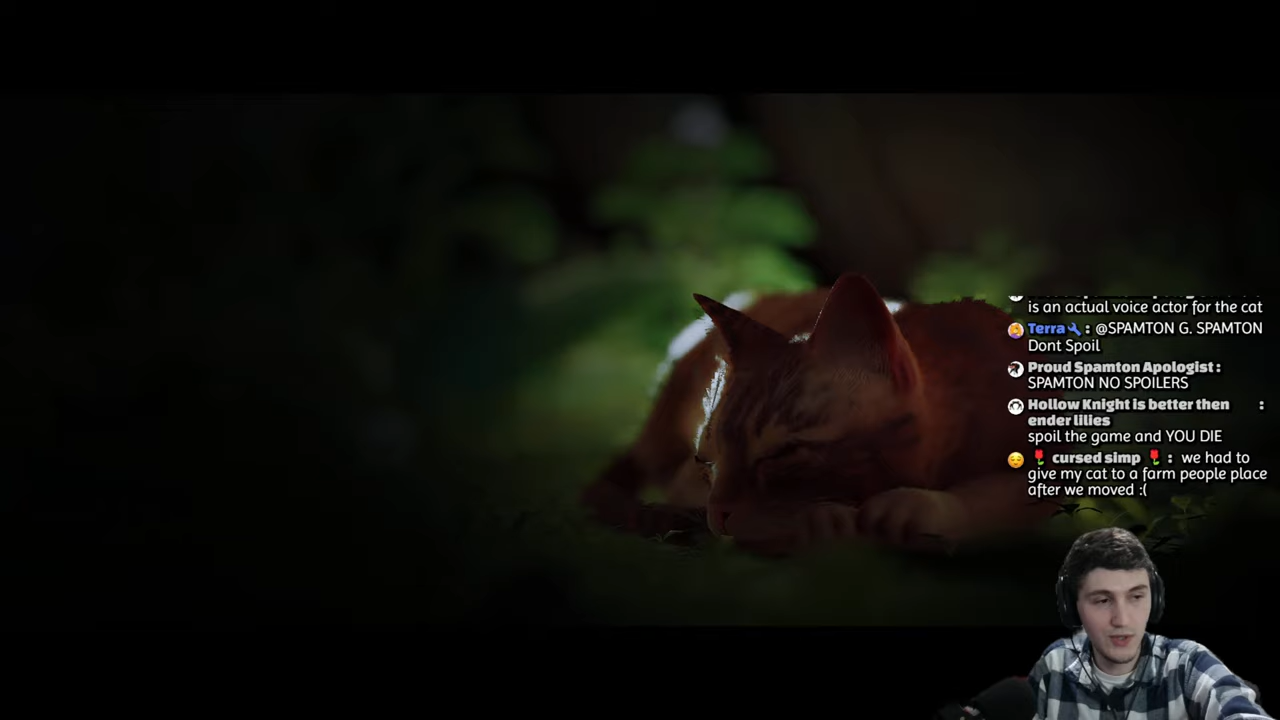 is an actual voice actor for the cat
Terra🔧 : @SPAMTON G. SPAMTON
Dont Spoil
Proud Spamton Apologist :
SPAMTON NO SPOILERS
Hollow Knight is better then :
ender lilies
spoil the game and YOU DIE
🌷 cursed simp 🌷 : we had to
give my cat to a farm people place
after we moved :(